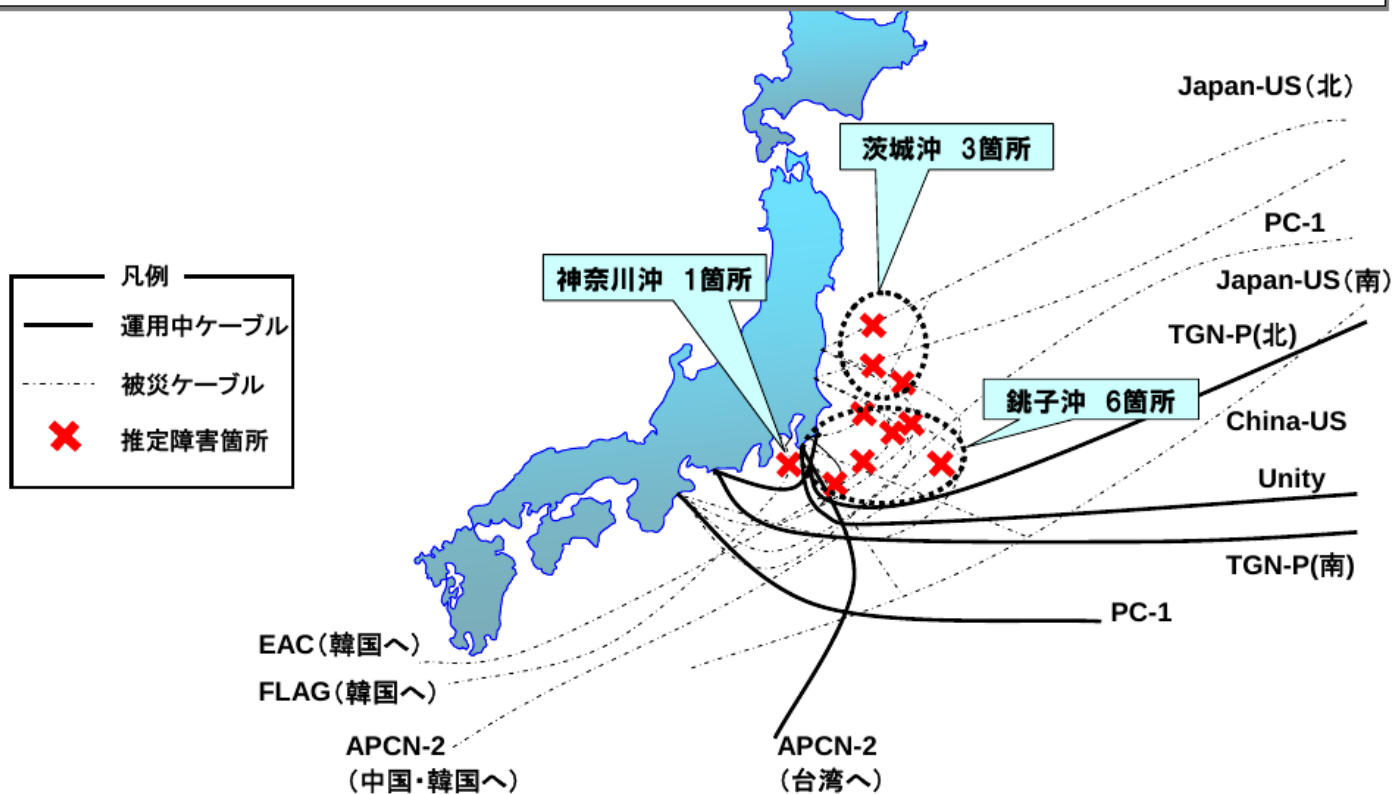 Japan-US（北）
茨城沖　3箇所
PC-1
神奈川沖　1箇所
凡例
Japan-US（南）
運用中ケーブル
TGN-P(北)
被災ケーブル
銚子沖　6箇所
China-US
推定障害箇所
Unity
TGN-P(南)
PC-1
EAC（韓国へ）
FLAG（韓国へ）
APCN-2
（中国・韓国へ）
APCN-2
（台湾へ）